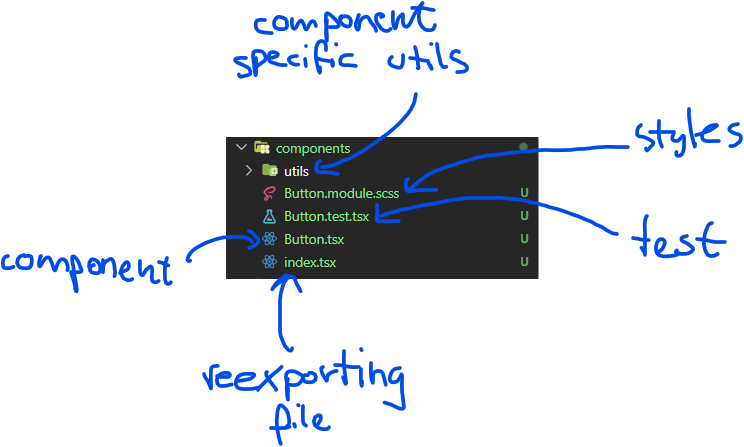 component
specific utils
components
utils
styles
Button.module.scss U
Button.test.tsx U
Button.tsx U
test
component
index.tsx U
reexporting
file